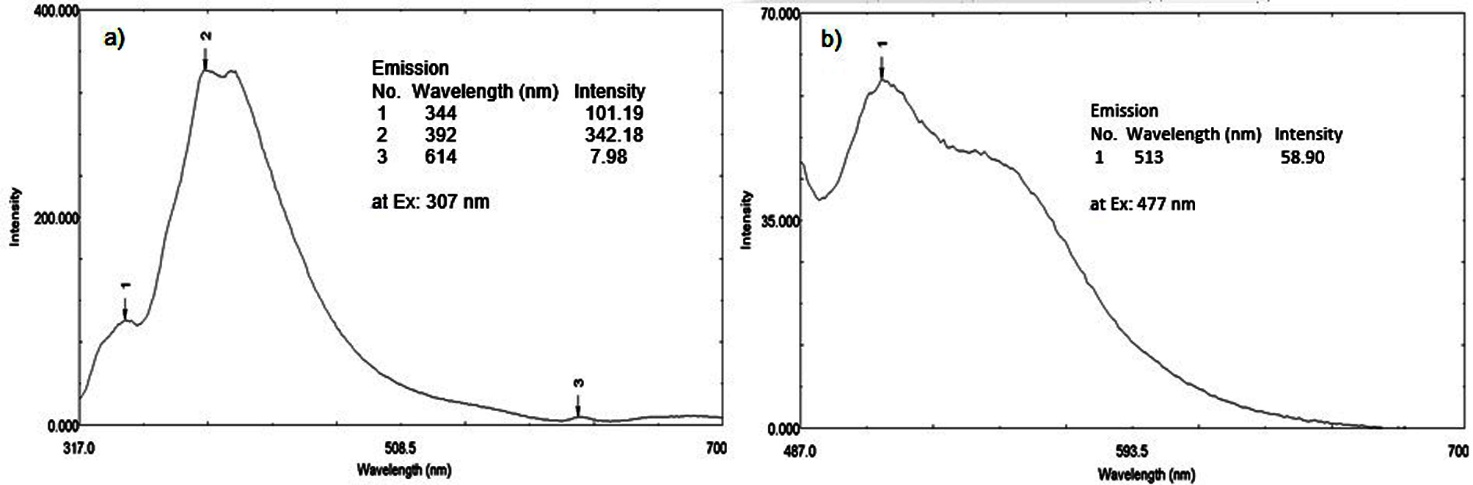 a)
400.000
200.000
0.000
Intensity
317.0
508.5
700
Wavelength (nm)
1
2
3
Emission
No. Wavelength (nm) Intensity
1 344 101.19
2 392 342.18
3 614 7.98
at Ex: 307 nm
b)
70.000
35.000
0.000
Intensity
487.0
593.5
700
Wavelength (nm)
1
Emission
No. Wavelength (nm) Intensity
1 513 58.90
at Ex: 477 nm